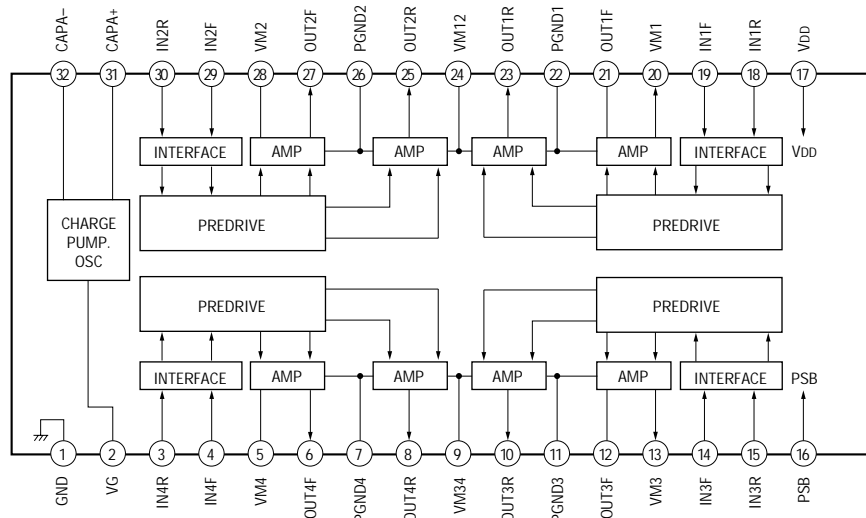 CAPA−
CAPA+
IN2R
IN2F
VM2
OUT2F
PGND2
OUT2R
VM12
OUT1R
PGND1
OUT1F
VM1
IN1F
IN1R
VDD
32 31 30 29 28 27 26 25 24 23 22 21 20 19 18 17
INTERFACE AMP AMP AMP AMP INTERFACE VDD
CHARGE
PUMP.
OSC
PREDRIVE PREDRIVE
PREDRIVE PREDRIVE
INTERFACE AMP AMP AMP AMP INTERFACE PSB
1 2 3 4 5 6 7 8 9 10 11 12 13 14 15 16
GND
VG
IN4R
IN4F
VM4
OUT4F
PGND4
OUT4R
VM34
OUT3R
PGND3
OUT3F
VM3
IN3F
IN3R
PSB